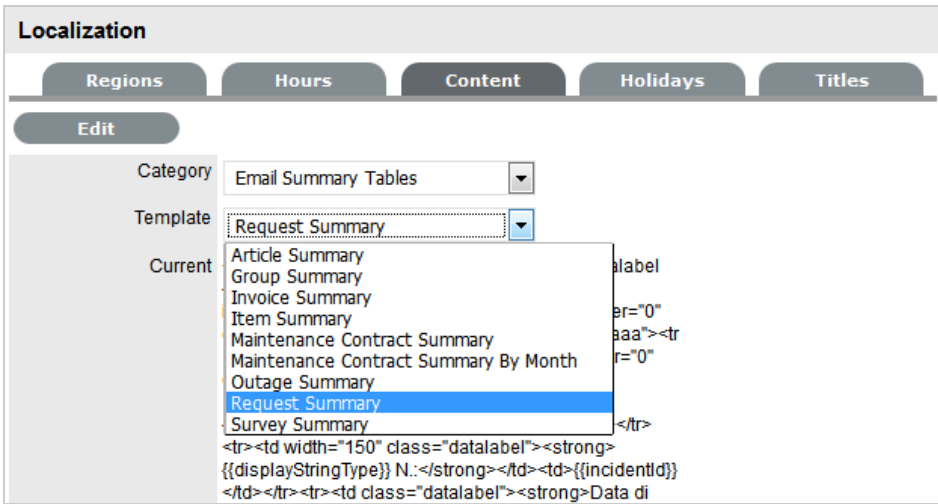 Localization
Regions Hours Content Holidays Titles
Edit
Category Email Summary Tables
Template Request Summary
Current
Article Summary
Group Summary
Invoice Summary
Item Summary
Maintenance Contract Summary
Maintenance Contract Summary By Month
Outage Summary
Request Summary
Survey Summary
alabel
er="0"
aaa"><tr
r="0"
</tr>
<tr><td width="150" class="datalabel"><strong>
{{displayStringType}} N.:</strong></td><td>{{incidentId}}
</td></tr><tr><td class="datalabel"><strong>Data di